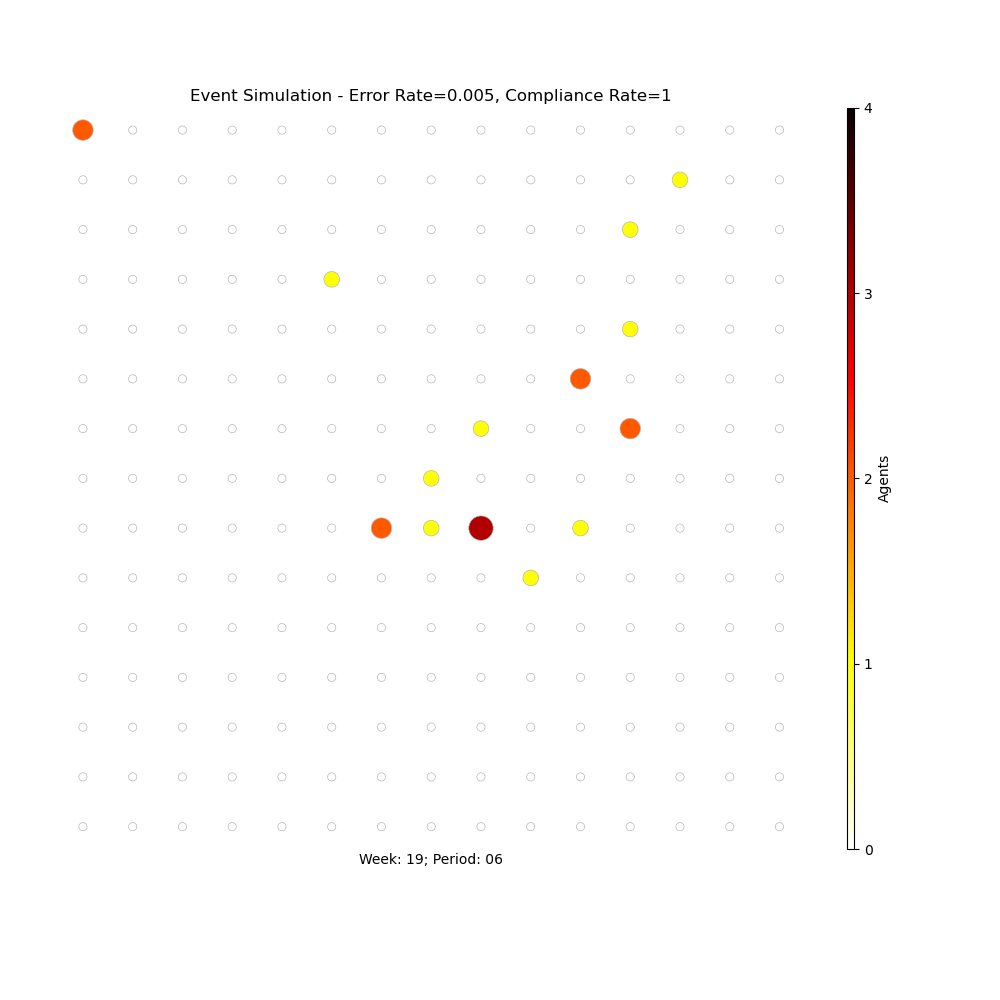 Event Simulation - Error Rate=0.005, Compliance Rate=1
4
3
2
1
0
Agents
Week: 19; Period: 06